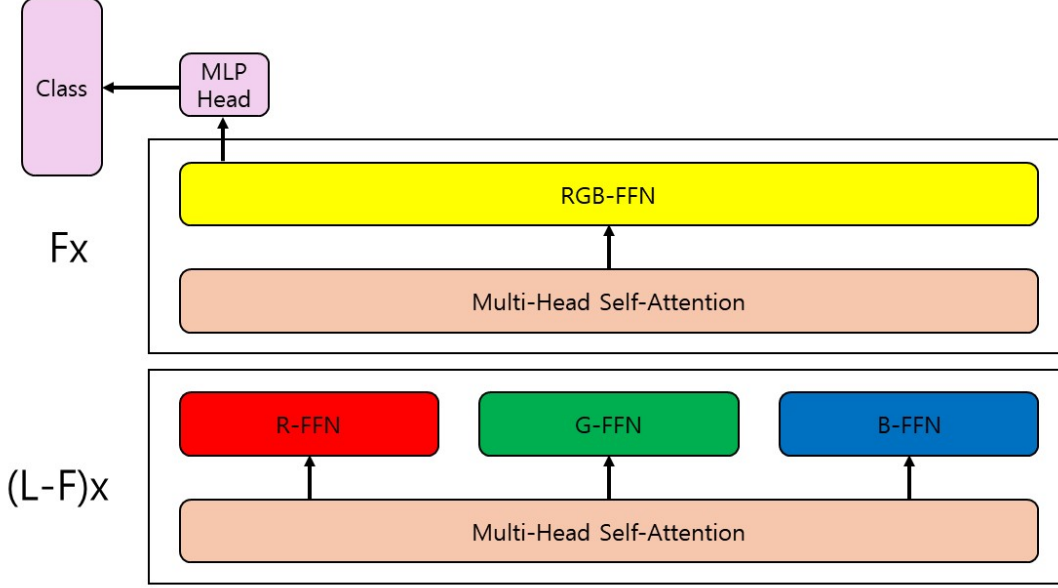 Class
MLP
Head
RGB-FFN
Fx
Multi-Head Self-Attention
R-FFN
G-FFN
B-FFN
(L-F)x
Multi-Head Self-Attention